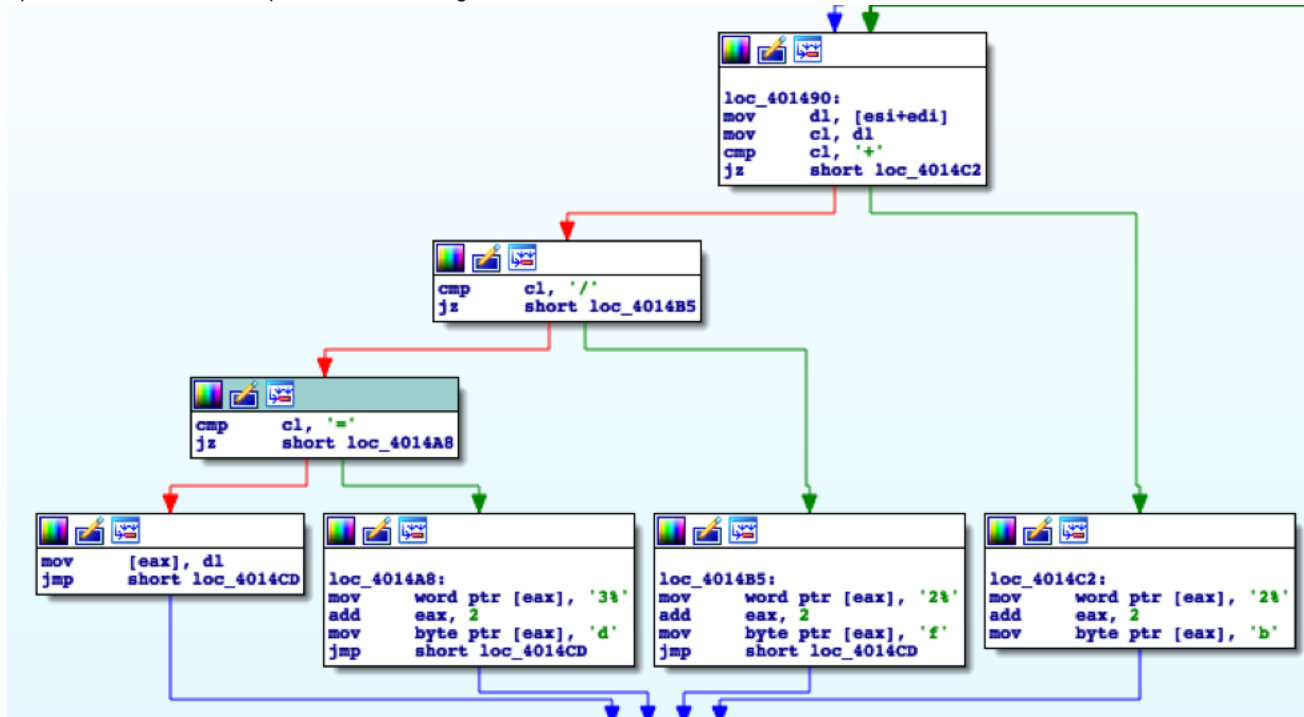 loc_401490:
mov dl, [esi+edi]
mov cl, dl
cmp cl, '+'
jz short loc_4014C2
cmp cl, '/'
jz short loc_4014B5
cmp cl, '='
jz short loc_4014A8
mov [eax], dl
jmp short loc_4014CD
loc_4014A8:
mov word ptr [eax], '3%'
add eax, 2
mov byte ptr [eax], 'd'
jmp short loc_4014CD
loc_4014B5:
mov word ptr [eax], '2%'
add eax, 2
mov byte ptr [eax], 'f'
jmp short loc_4014CD
loc_4014C2:
mov word ptr [eax], '2%'
add eax, 2
mov byte ptr [eax], 'b'